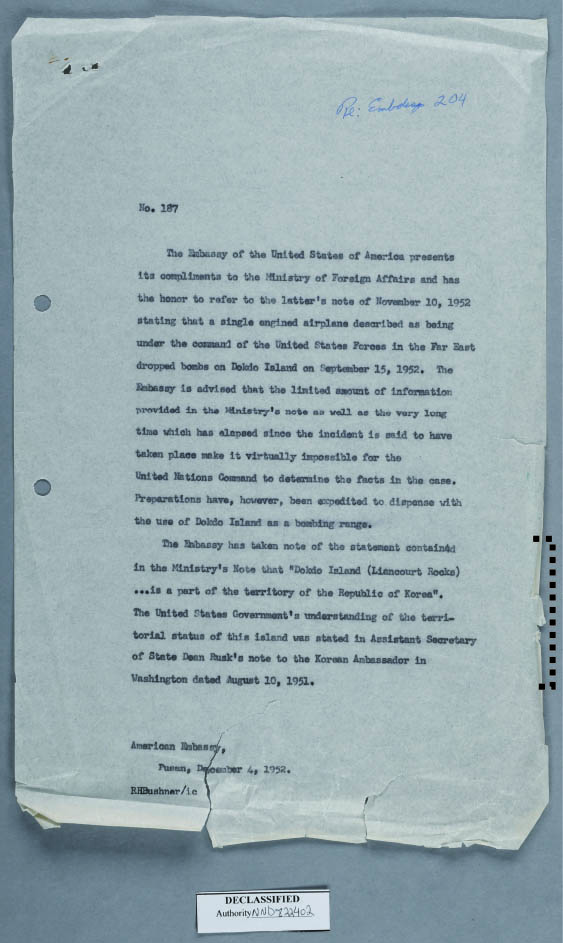 Re: Embdesp 204
No. 187
The Embassy of the United States of America presents
its compliments to the Ministry of Foreign Affairs and has
the honor to refer to the latter's note of November 10, 1952
stating that a single engined airplane described as being
under the command of the United States Forces in the Far East
dropped bombs on Dokdo Island on September 15, 1952. The
Embassy is advised that the limited amount of information
provided in the Ministry's note as well as the very long
time which has elapsed since the incident is said to have
taken place make it virtually impossible for the
United Nations Command to determine the facts in the case.
Preparations have, however, been expedited to dispense with
the use of Dokdo Island as a bombing range.
The Embassy has taken note of the statement contained
in the Ministry's Note that "Dokdo Island (Liancourt Rocks)
...is a part of the territory of the Republic of Korea".
The United States Government's understanding of the terri-
torial status of this island was stated in Assistant Secretary
of State Dean Rusk's note to the Korean Ambassador in
Washington dated August 10, 1951.
American Embassy,
Pusan, December 4, 1952.
RHBushner/ic
DECLASSIFIED
Authority NND 722402